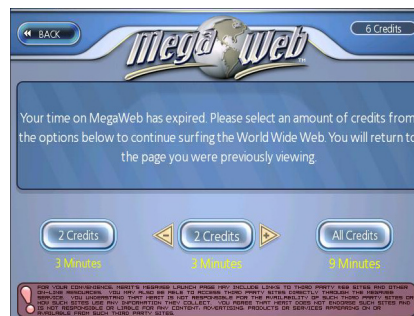 BACK
Mega Web
TM
6 Credits
Your time on MegaWeb has expired. Please select an amount of credits from
the options below to continue surfing the World Wide Web. You will return to
the page you were previously viewing.
2 Credits
2 Credits
All Credits
3 Minutes
3 Minutes
9 Minutes
FOR YOUR CONVENIENCE, MERIT'S MEGAWEB LAUNCH PAGE MAY INCLUDE LINKS TO THIRD PARTY WEB SITES AND OTHER
ON-LINE RESOURCES. YOU MAY ALSO BE ABLE TO ACCESS THIRD PARTY SITES DIRECTLY THROUGH THE MEGAWEB
SERVICE. YOU UNDERSTAND THAT MERIT IS NOT RESPONSIBLE FOR THE AVAILABILITY OF SUCH THIRD PARTY SITES OR
HOW SUCH SITES USE ANY INFORMATION THEY COLLECT. YOU AGREE THAT MERIT DOES NOT ENDORSE SUCH SITES AND
IS NOT RESPONSIBLE OR LIABLE FOR ANY CONTENT, ADVERTISING, PRODUCTS OR SERVICES APPEARING ON OR
AVAILABLE FROM SUCH THIRD PARTY SITES.